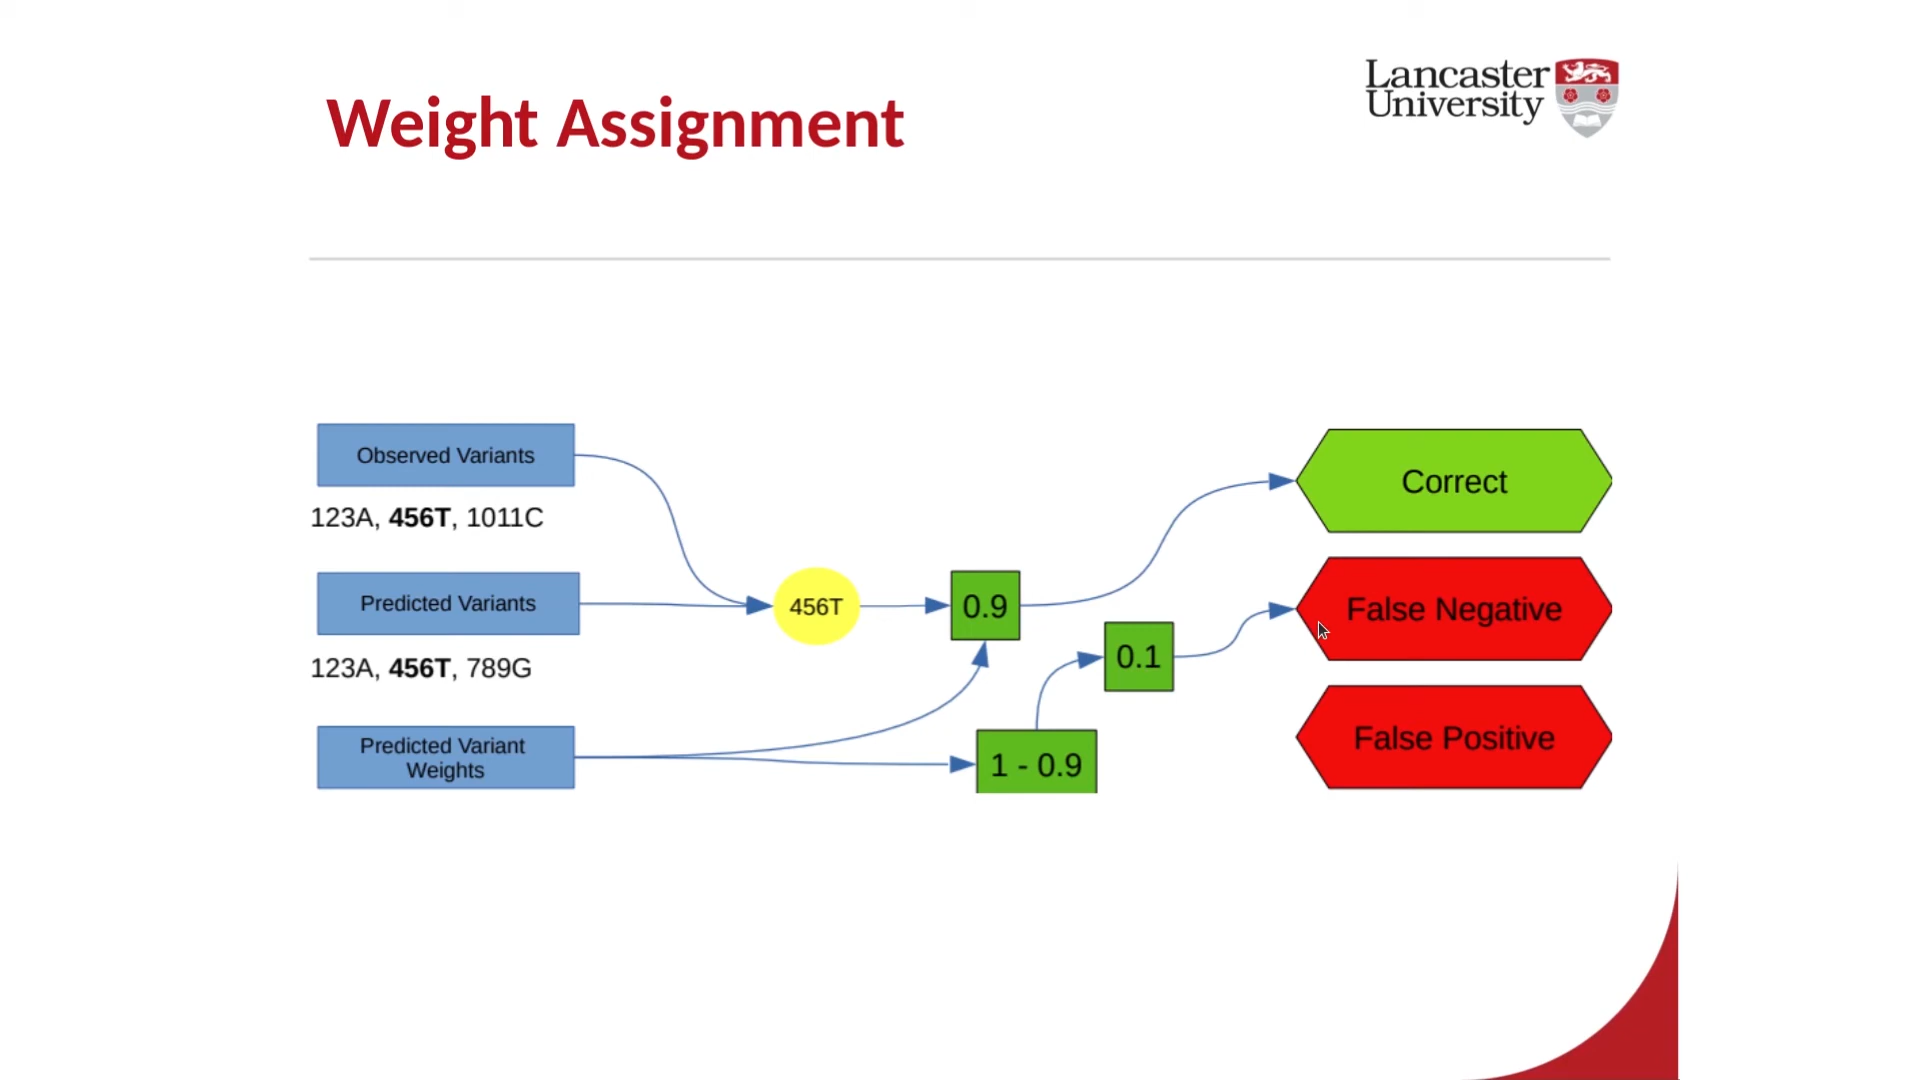 Weight Assignment
Lancaster
University
Observed Variants
123A, 456T, 1011C
Predicted Variants
123A, 456T, 789G
Predicted Variant
Weights
456T
0.9
0.1
1 - 0.9
Correct
False Negative
False Positive